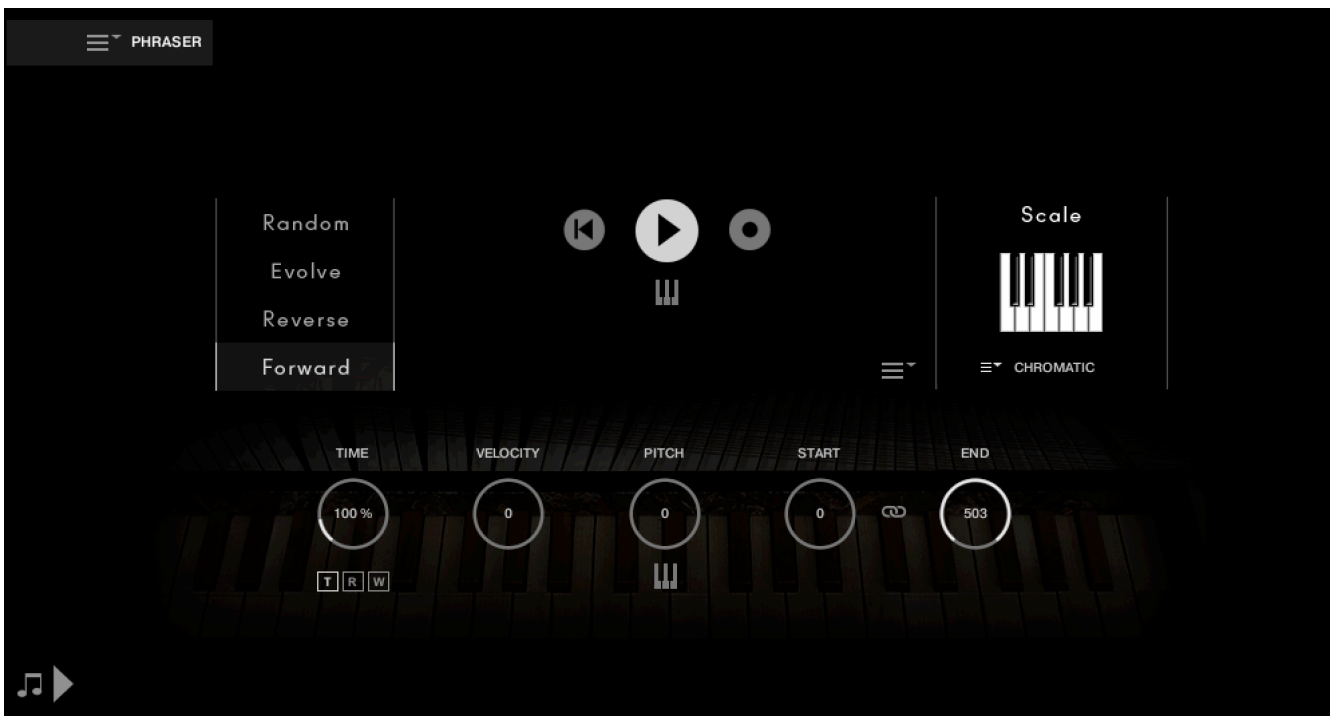 PHRASER
Random
Evolve
Reverse
Forward
Scale
CHROMATIC
TIME VELOCITY PITCH START END
100 % 0 0 0 503
T R W